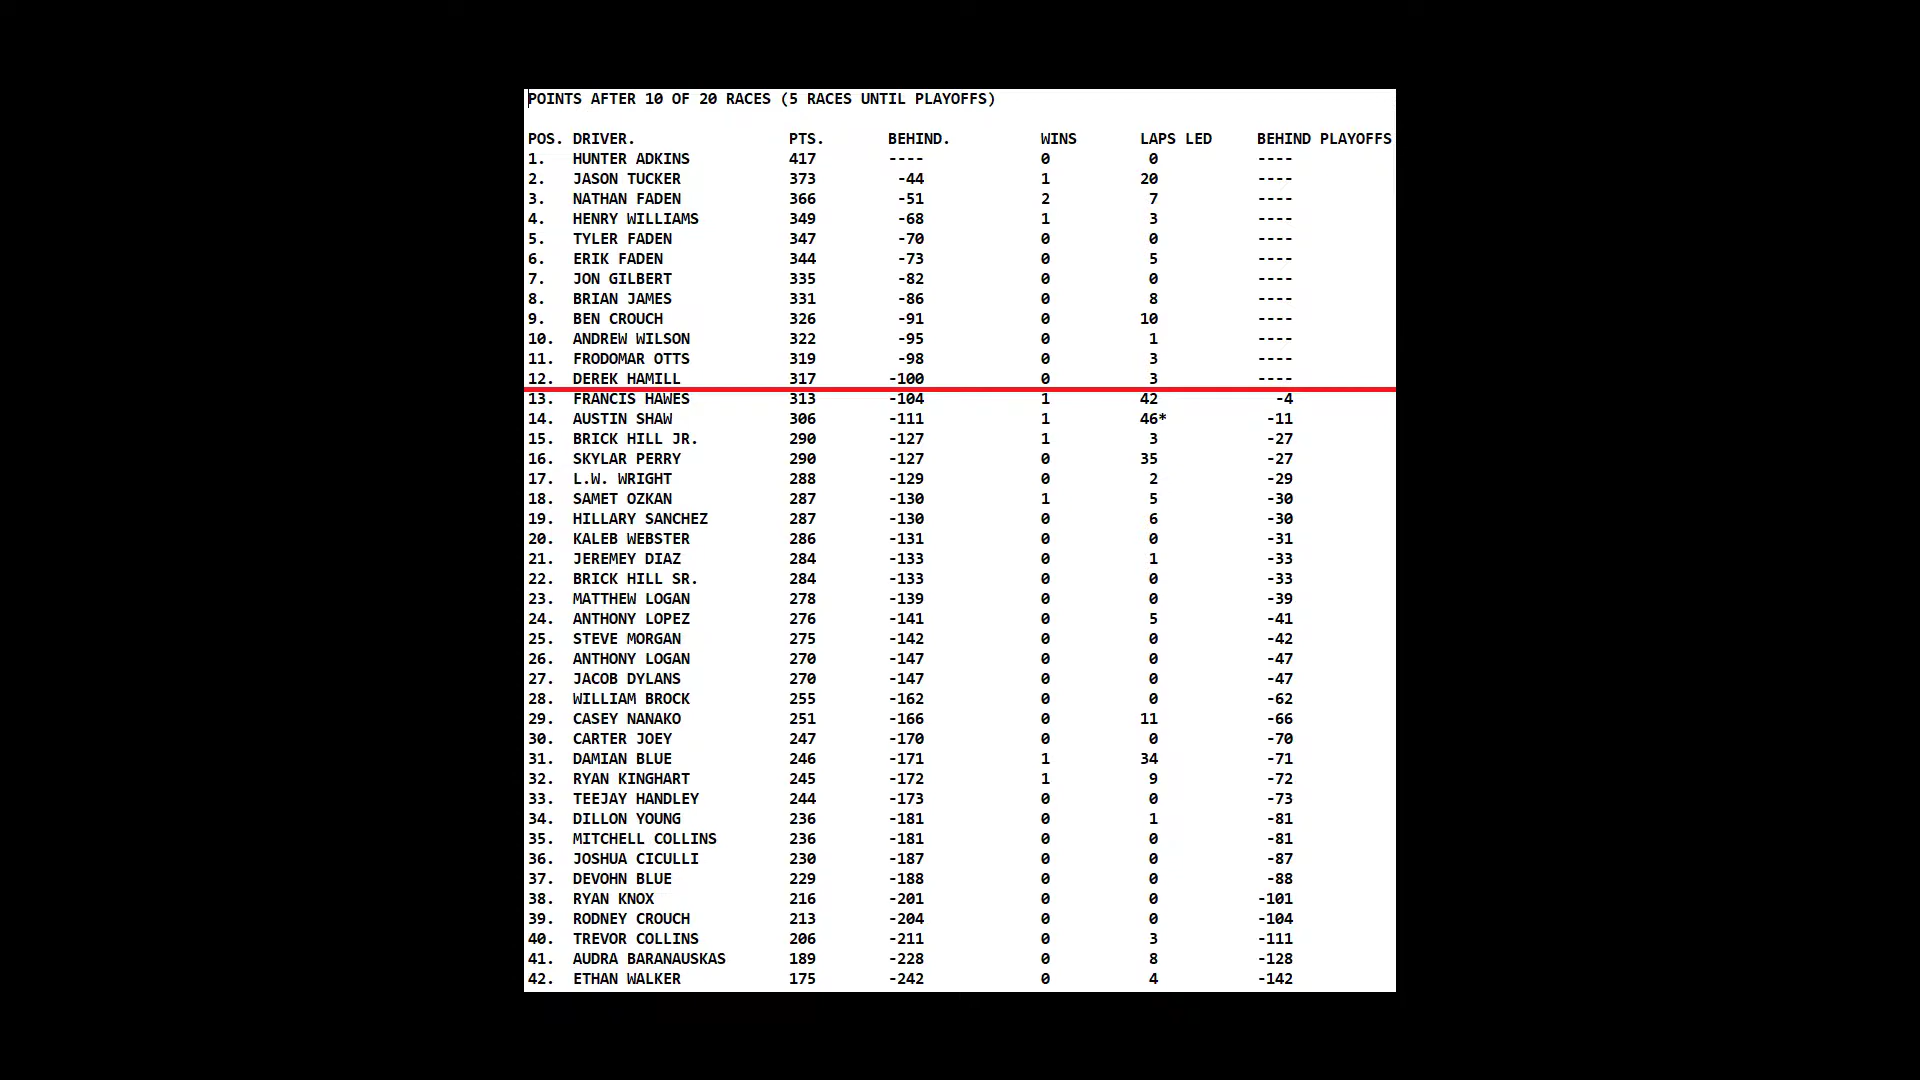 POINTS AFTER 10 OF 20 RACES (5 RACES UNTIL PLAYOFFS)
POS. DRIVER. PTS. BEHIND. WINS LAPS LED BEHIND PLAYOFFS
1. HUNTER ADKINS 417 ---- 0 0 ----
2. JASON TUCKER 373 -44 1 20 ----
3. NATHAN FADEN 366 -51 2 7 ----
4. HENRY WILLIAMS 349 -68 1 3 ----
5. TYLER FADEN 347 -70 0 0 ----
6. ERIK FADEN 344 -73 0 5 ----
7. JON GILBERT 335 -82 0 0 ----
8. BRIAN JAMES 331 -86 0 8 ----
9. BEN CROUCH 326 -91 0 10 ----
10. ANDREW WILSON 322 -95 0 1 ----
11. FRODOMAR OTTS 319 -98 0 3 ----
12. DEREK HAMILL 317 -100 0 3 ----
13. FRANCIS HAWES 313 -104 1 42 -4
14. AUSTIN SHAW 306 -111 1 46* -11
15. BRICK HILL JR. 290 -127 1 3 -27
16. SKYLAR PERRY 290 -127 0 35 -27
17. L.W. WRIGHT 288 -129 0 2 -29
18. SAMET OZKAN 287 -130 1 5 -30
19. HILLARY SANCHEZ 287 -130 0 6 -30
20. KALEB WEBSTER 286 -131 0 0 -31
21. JEREMEY DIAZ 284 -133 0 1 -33
22. BRICK HILL SR. 284 -133 0 0 -33
23. MATTHEW LOGAN 278 -139 0 0 -39
24. ANTHONY LOPEZ 276 -141 0 5 -41
25. STEVE MORGAN 275 -142 0 0 -42
26. ANTHONY LOGAN 270 -147 0 0 -47
27. JACOB DYLANS 270 -147 0 0 -47
28. WILLIAM BROCK 255 -162 0 0 -62
29. CASEY NANAKO 251 -166 0 11 -66
30. CARTER JOEY 247 -170 0 0 -70
31. DAMIAN BLUE 246 -171 1 34 -71
32. RYAN KINGHART 245 -172 1 9 -72
33. TEEJAY HANDLEY 244 -173 0 0 -73
34. DILLON YOUNG 236 -181 0 1 -81
35. MITCHELL COLLINS 236 -181 0 0 -81
36. JOSHUA CICULLI 230 -187 0 0 -87
37. DEVOHN BLUE 229 -188 0 0 -88
38. RYAN KNOX 216 -201 0 0 -101
39. RODNEY CROUCH 213 -204 0 0 -104
40. TREVOR COLLINS 206 -211 0 3 -111
41. AUDRA BARANAUSKAS 189 -228 0 8 -128
42. ETHAN WALKER 175 -242 0 4 -142